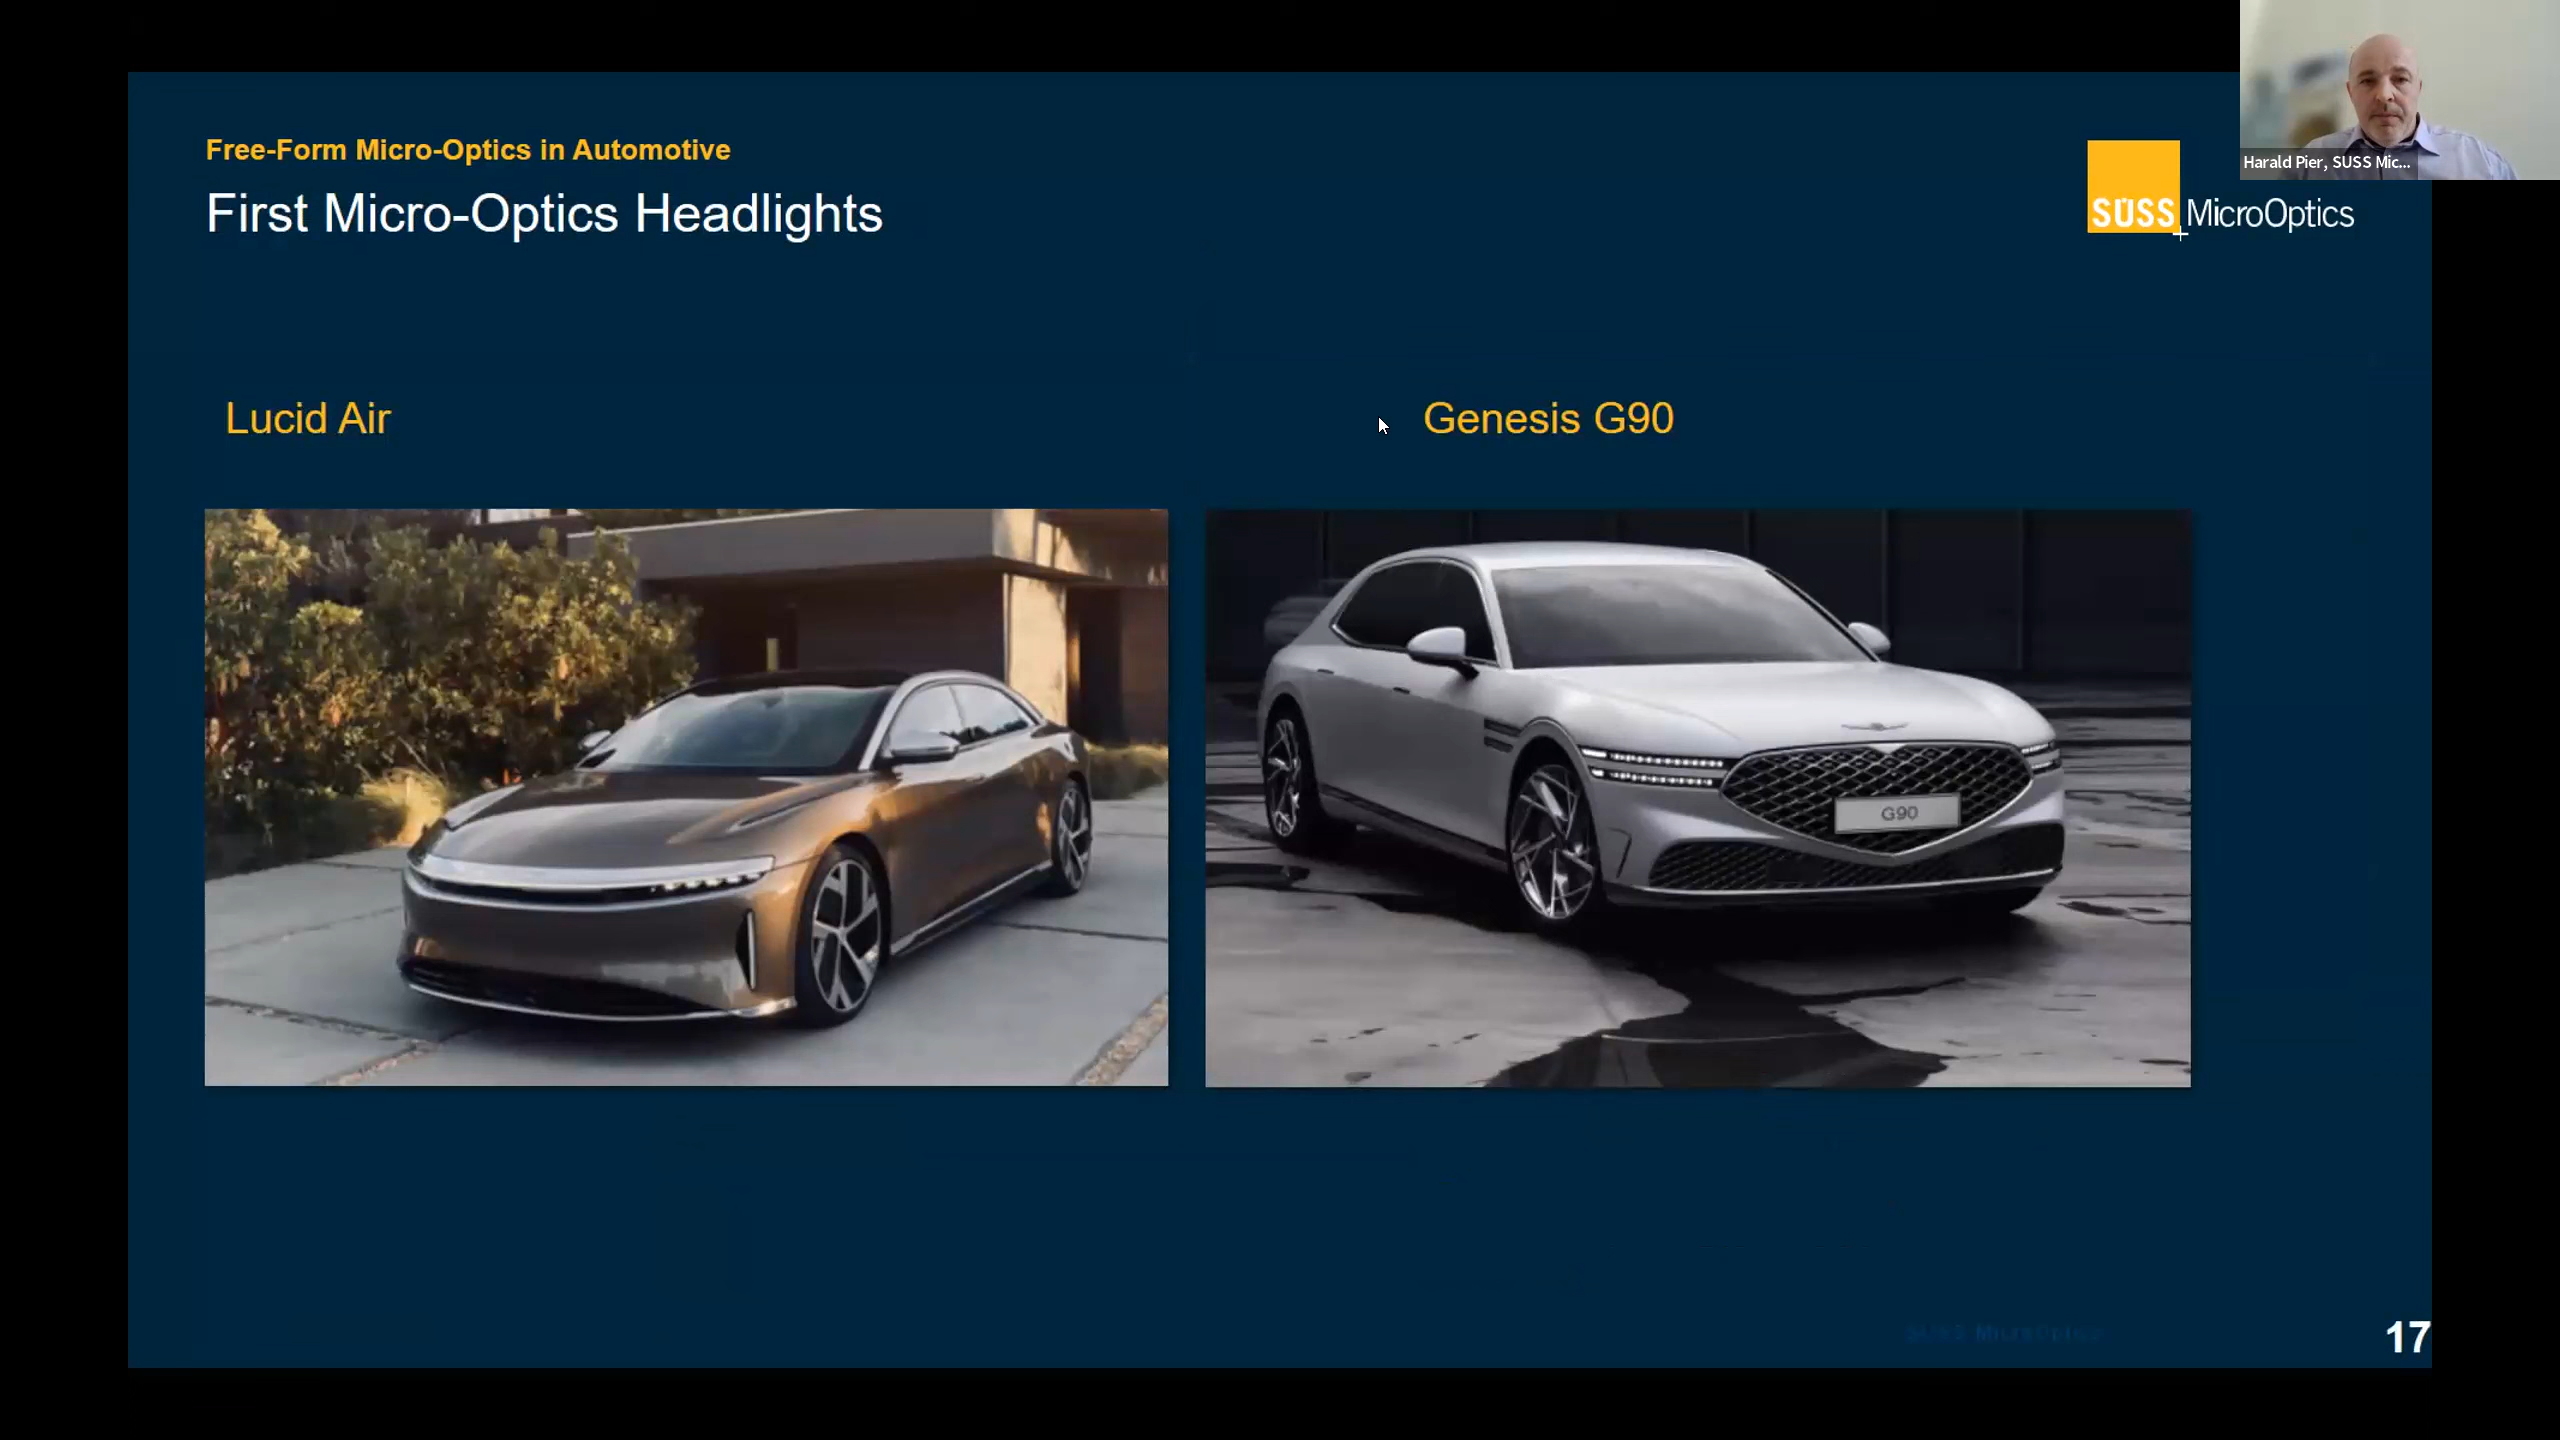 Free-Form Micro-Optics in Automotive
First Micro-Optics Headlights
SUSS MicroOptics
Harald Pier, SUSS Mic...
Lucid Air
Genesis G90
G90
17